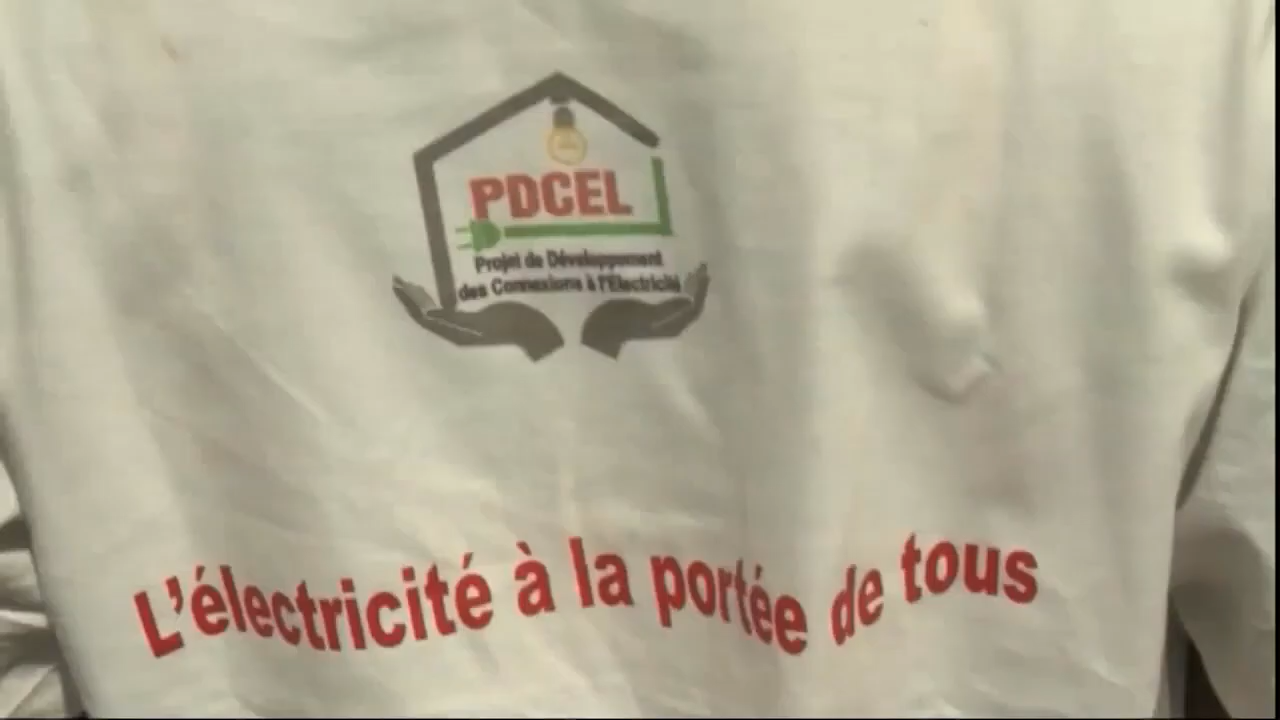 PDCEL
Projet de Développement
des Connexions à l'Electricité
L'électricité à la portée de tous